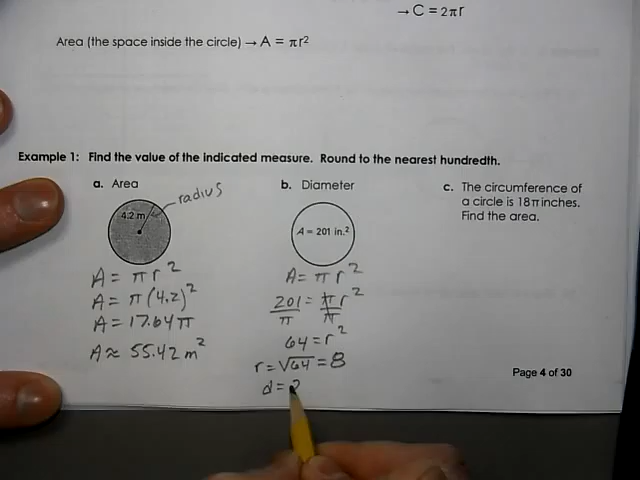 → C = 2πr
Area (the space inside the circle) → A = πr²
Example 1: Find the value of the indicated measure. Round to the nearest hundredth.
a. Area
4.2 m
radius
A = πr²
A = π(4.2)²
A = 17.64π
A ≈ 55.42 m²
b. Diameter
A = 201 in.²
A = πr²
201/π = πr²/π
64 = r²
r = √64 = 8
d = 2
c. The circumference of
a circle is 18π inches.
Find the area.
Page 4 of 30